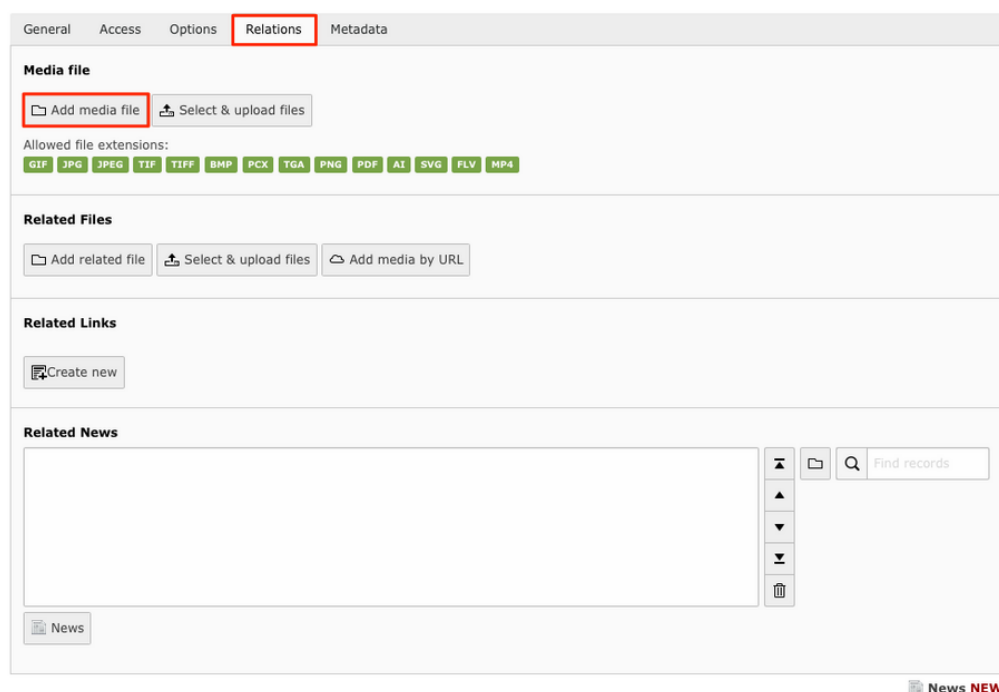 General Access Options Relations Metadata
Media file
Add media file Select & upload files
Allowed file extensions:
GIF JPG JPEG TIF TIFF BMP PCX TGA PNG PDF AI SVG FLV MP4
Related Files
Add related file Select & upload files Add media by URL
Related Links
Create new
Related News
Find records
News
News NEW